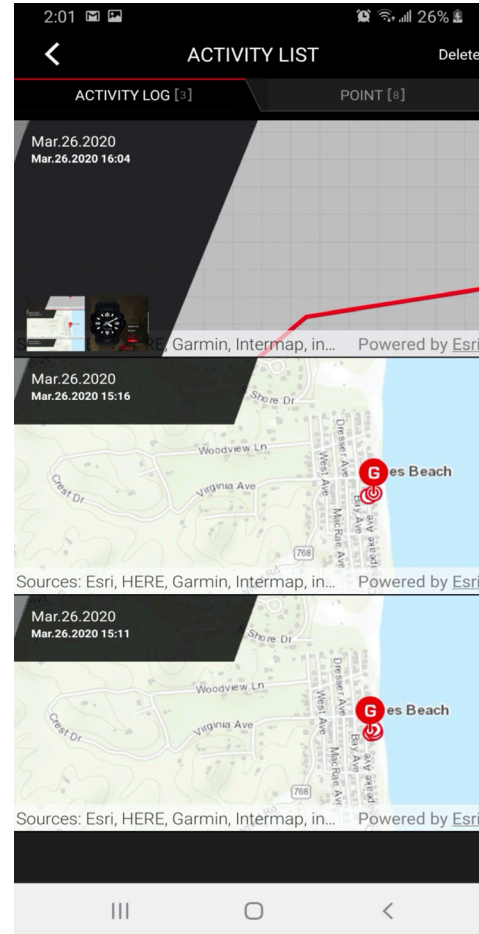 2:01 26%
ACTIVITY LIST Delete
ACTIVITY LOG [3] POINT [8]
Mar.26.2020
Mar.26.2020 16:04
HERE, Garmin, Intermap, in... Powered by Esri
Mar.26.2020
Mar.26.2020 15:16
Shore Dr
Woodview Ln
Dresser Ave
West Ave
G es Beach
Crest Dr
Virginia Ave
Bay Ave
MacRae Ave
768
Sources: Esri, HERE, Garmin, Intermap, in... Powered by Esri
Mar.26.2020
Mar.26.2020 15:11
Shore Dr
Woodview Ln
Dresser Ave
West Ave
G es Beach
Crest Dr
Virginia Ave
Bay Ave
MacRae Ave
768
Sources: Esri, HERE, Garmin, Intermap, in... Powered by Esri